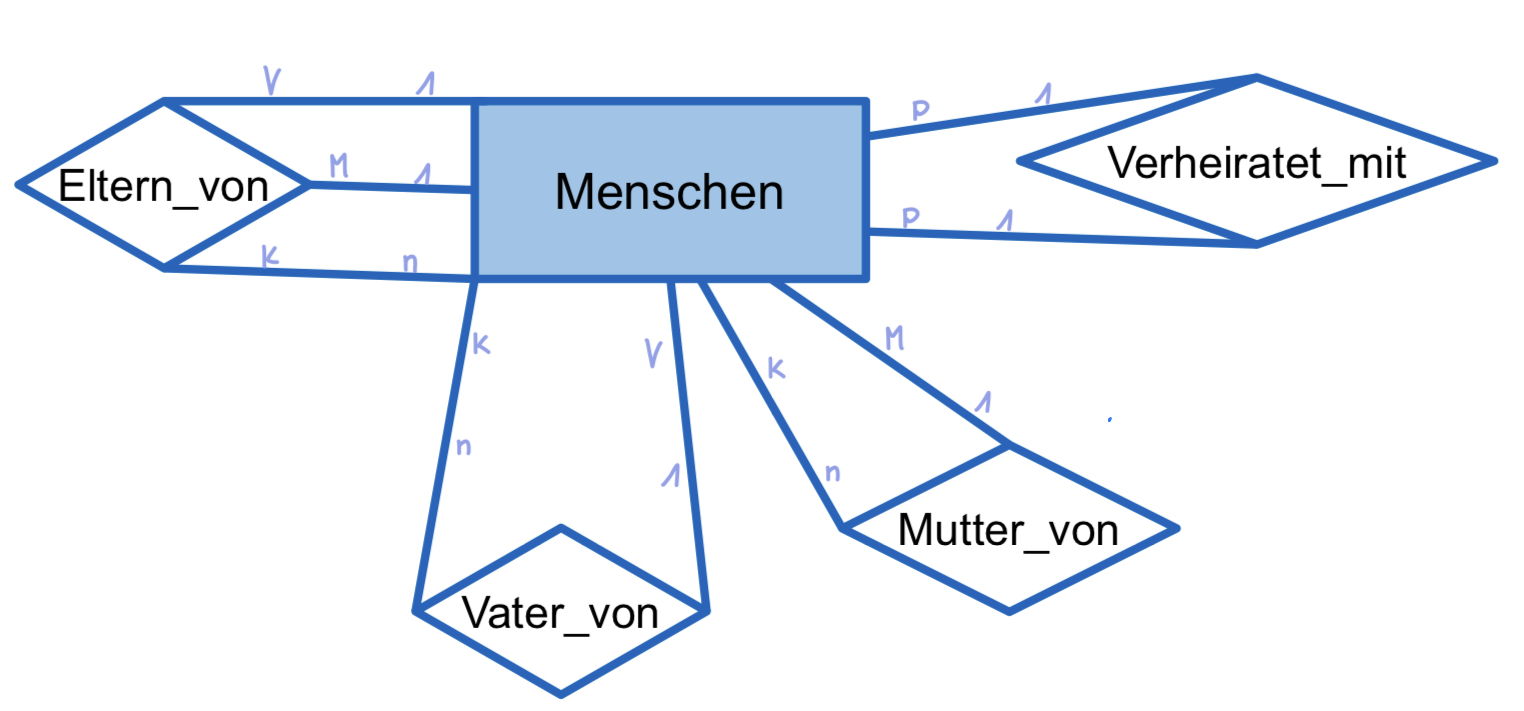 V 1
P 1
M 1
Eltern_von
Menschen
Verheiratet_mit
P 1
K n
K
V
M
K
1
n
1
n
Mutter_von
Vater_von